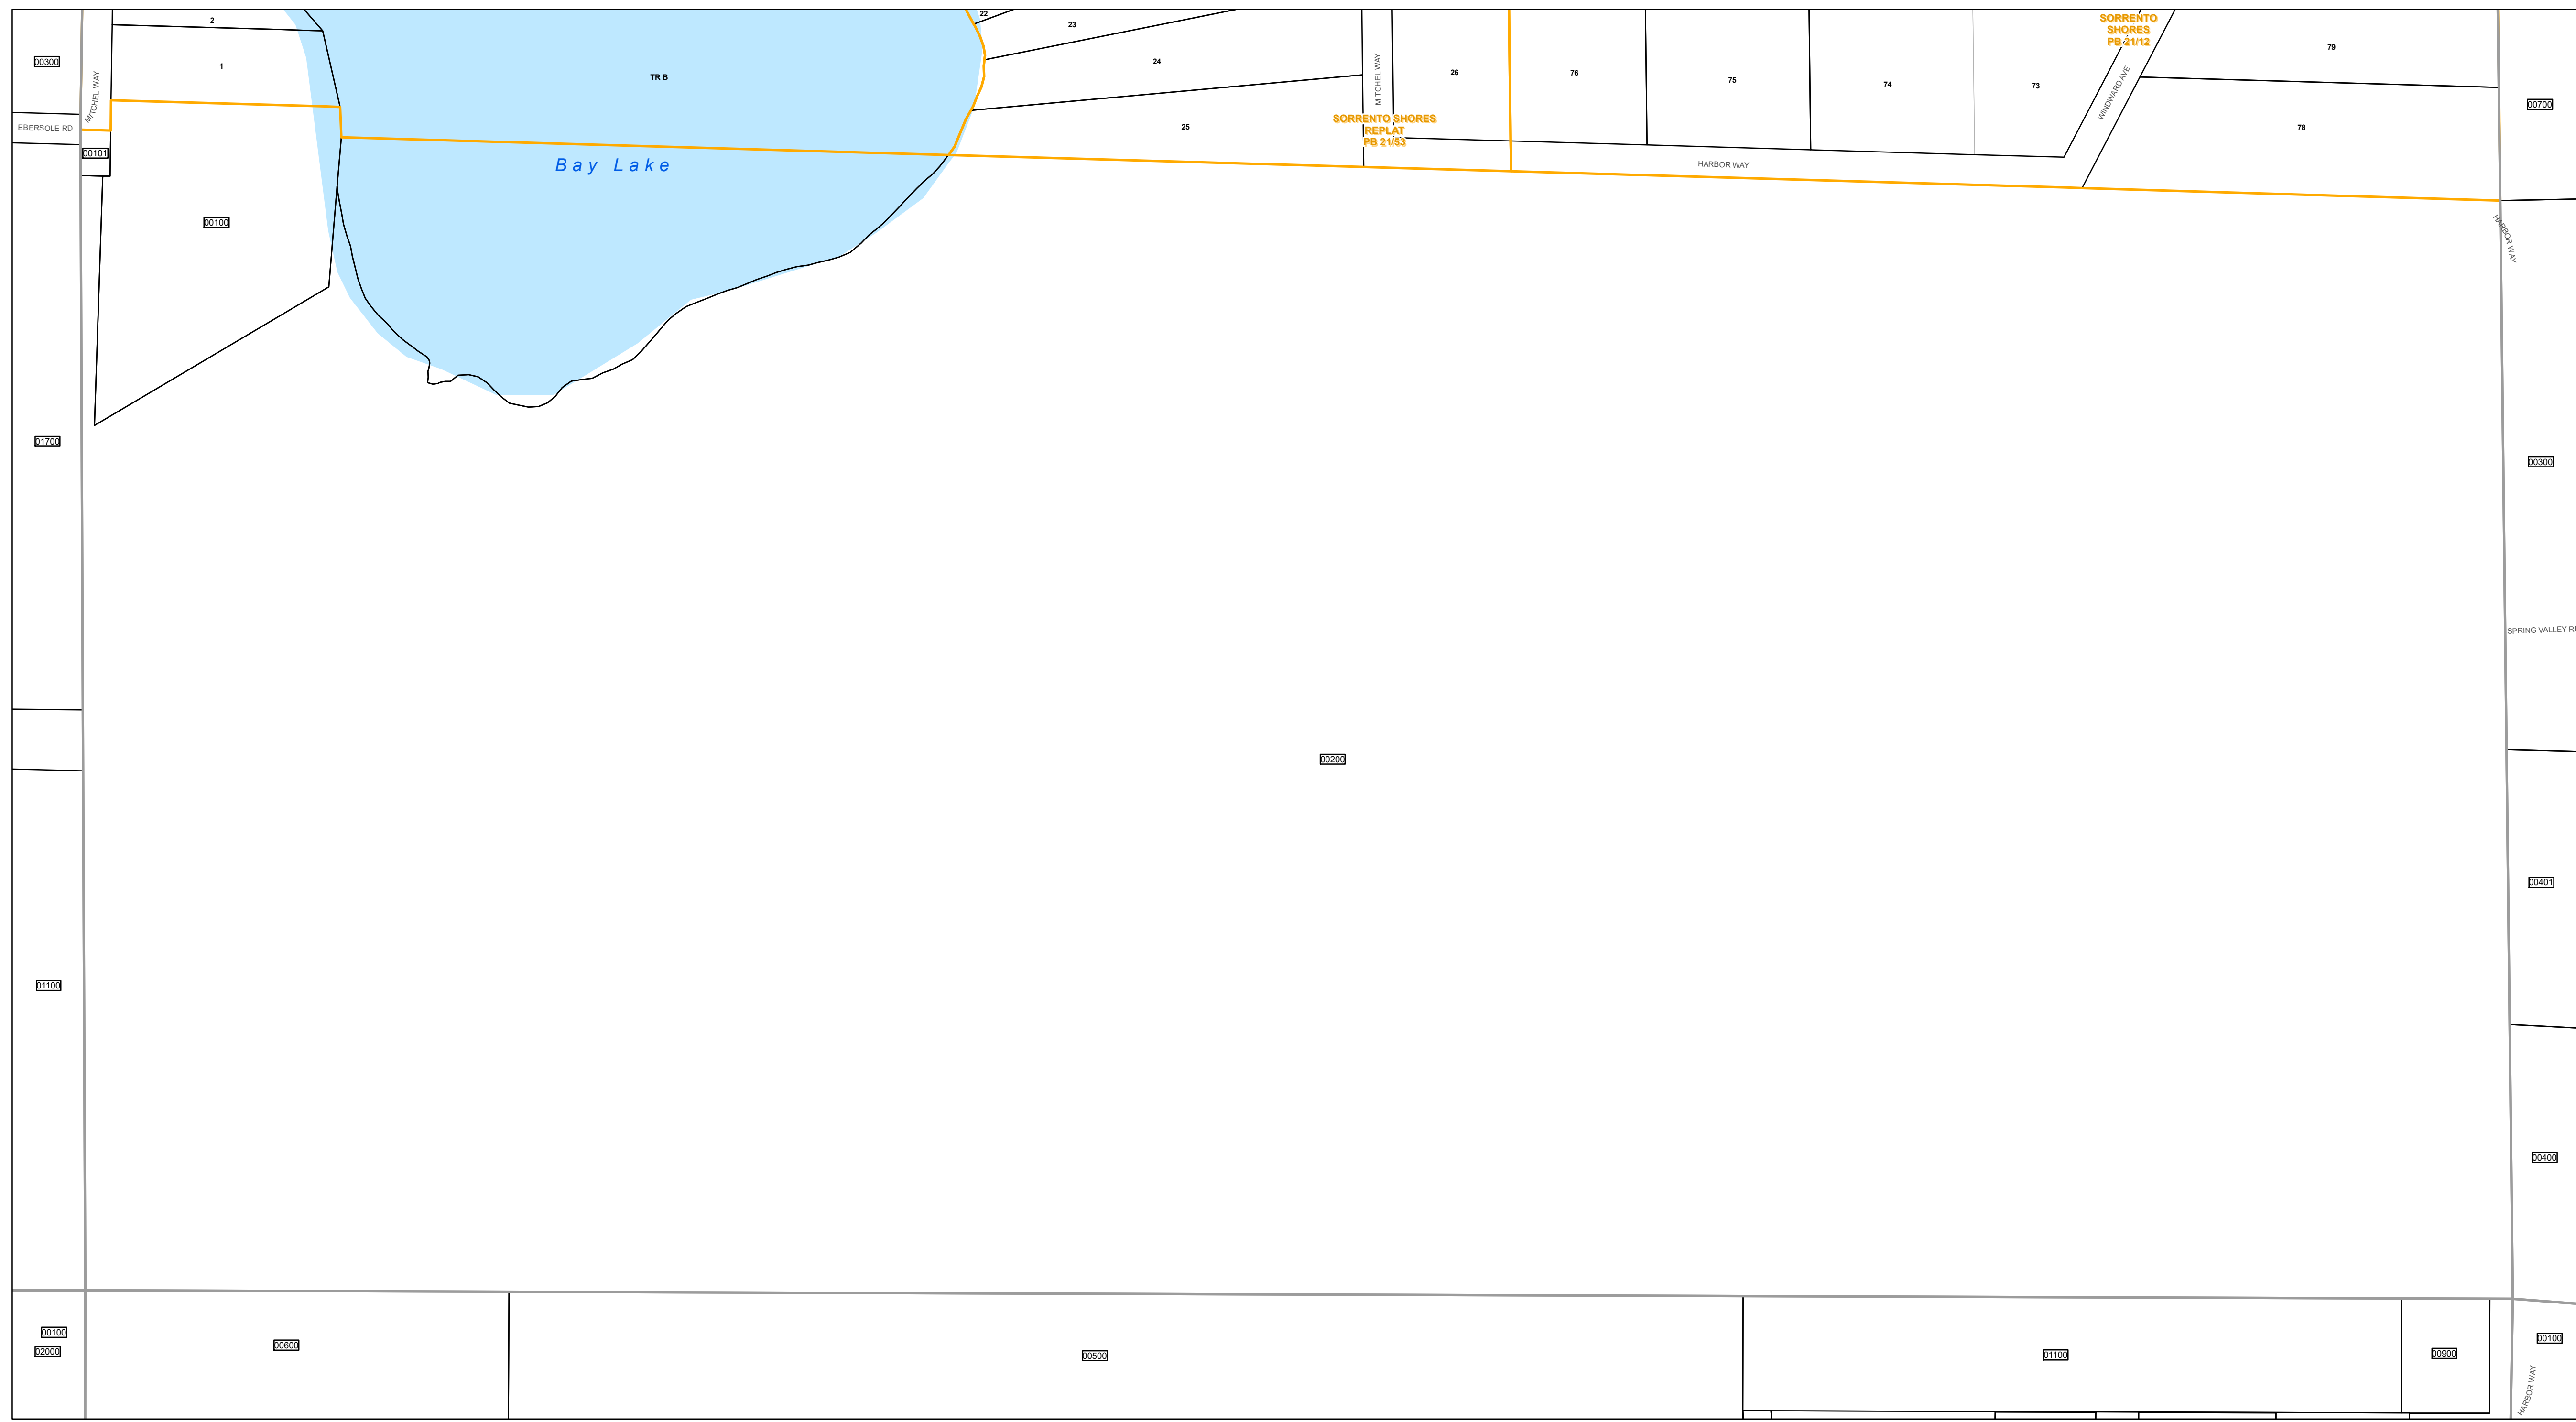 2
22
23
SORRENTO
SHORES
PB 21/12
79
00300
1
TR B
24
MITCHEL WAY
MITCHEL WAY
26
76
75
74
73
WINDWARD AVE
00700
EBERSOLE RD
25
SORRENTO SHORES
REPLAT
PB 21/53
78
00101
Bay Lake
HARBOR WAY
00100
HARBOR WAY
01700
00300
SPRING VALLEY R
00200
00401
01100
00400
00100
02000
00600
00500
01100
00900
00100
HARBOR WAY